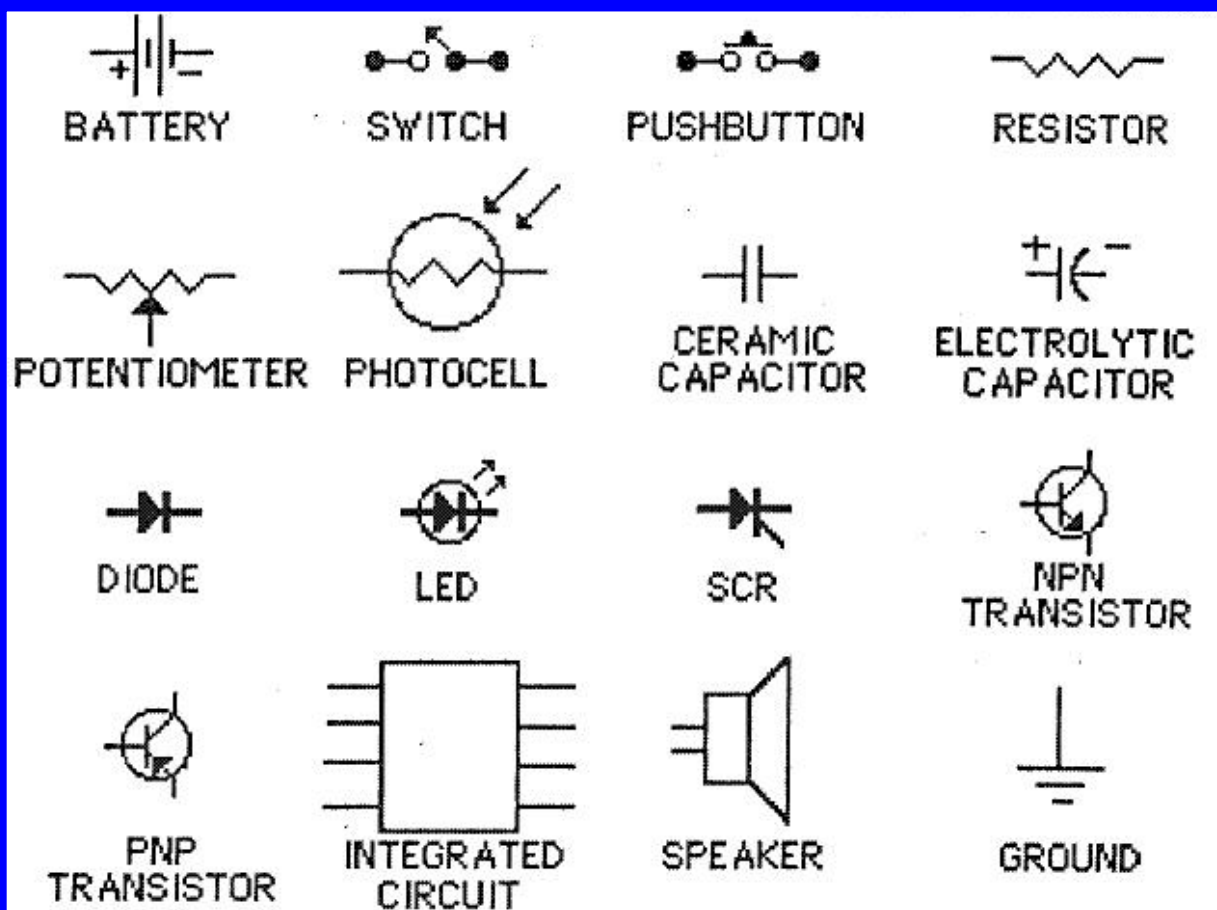 + −
BATTERY
SWITCH
PUSHBUTTON
RESISTOR
POTENTIOMETER
PHOTOCELL
CERAMIC
CAPACITOR
+ −
ELECTROLYTIC
CAPACITOR
DIODE
LED
SCR
NPN
TRANSISTOR
PNP
TRANSISTOR
INTEGRATED
CIRCUIT
SPEAKER
GROUND